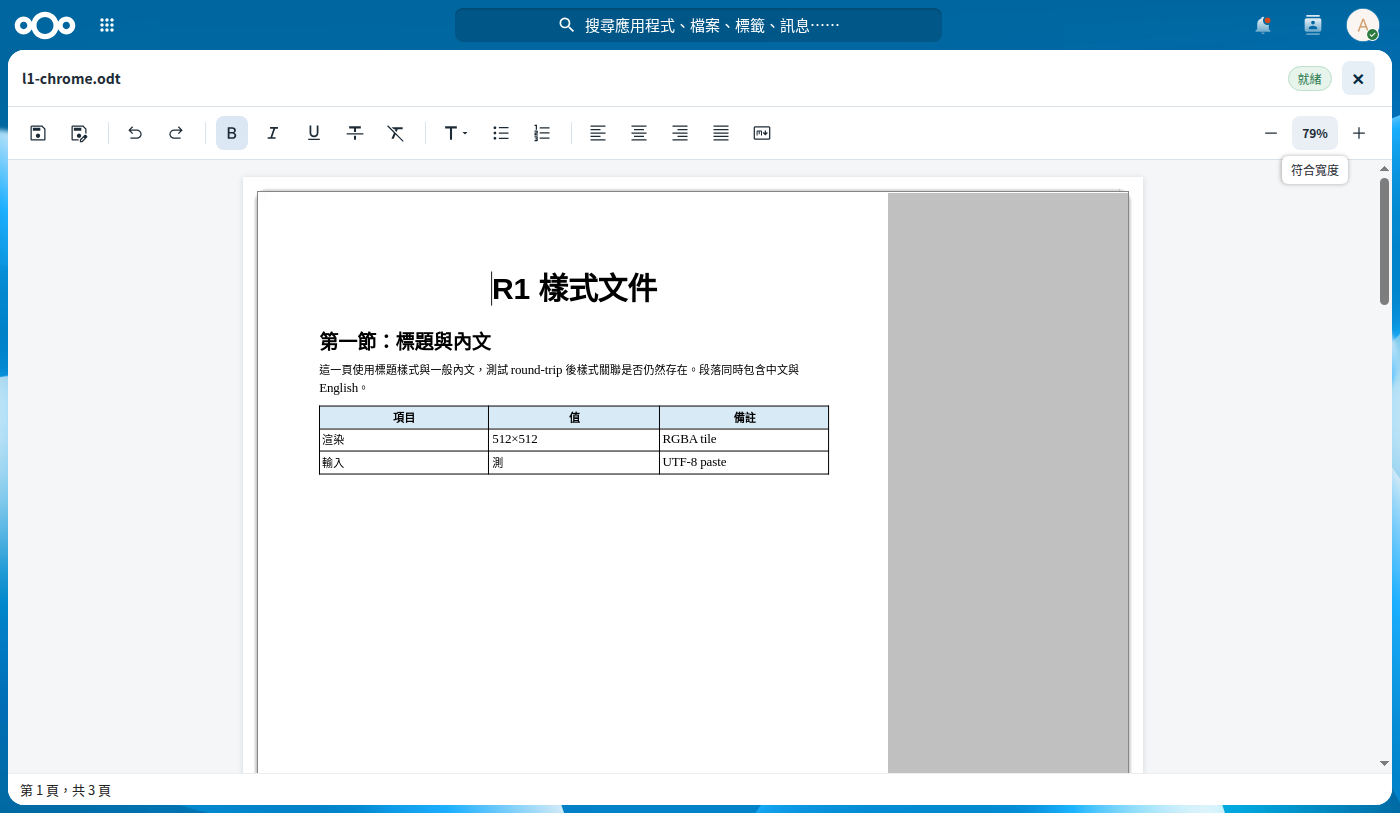 搜尋應用程式、檔案、標籤、訊息……
A
l1-chrome.odt
就緒
79%
符合寬度
R1 樣式文件
第一節：標題與內文
這一頁使用標題樣式與一般內文，測試 round-trip 後樣式關聯是否仍然存在。段落同時包含中文與
English。
項目 值 備註
渲染 512×512 RGBA tile
輸入 測 UTF-8 paste
第 1 頁，共 3 頁